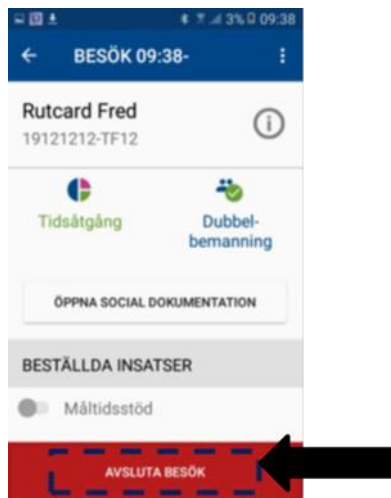 3% 09:38
BESÖK 09:38-
Rutcard Fred
19121212-TF12
Tidsåtgång
Dubbel-
bemanning
ÖPPNA SOCIAL DOKUMENTATION
BESTÄLLDA INSATSER
Måltidsstöd
AVSLUTA BESÖK